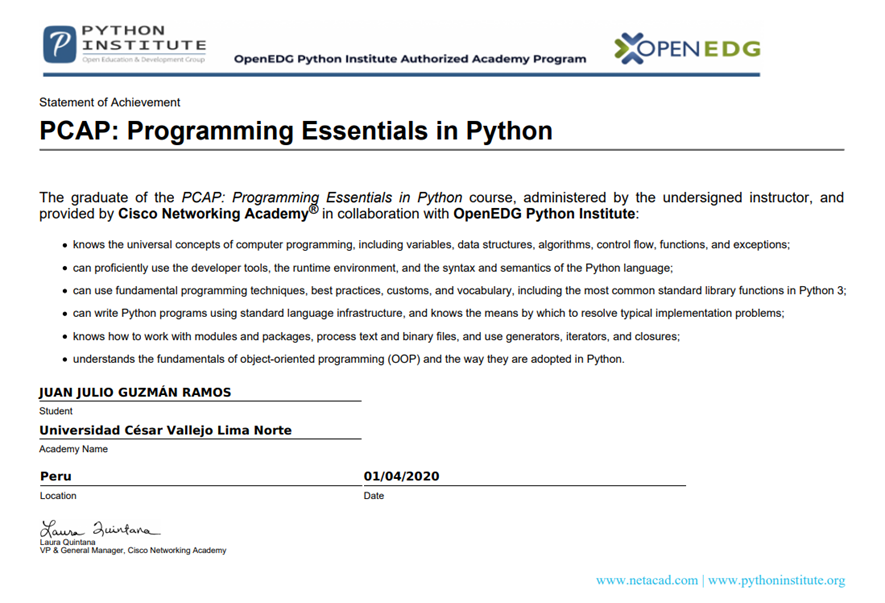 PYTHON
INSTITUTE
Open Education & Development Group
OpenEDG Python Institute Authorized Academy Program
OPENEDG
Statement of Achievement
PCAP: Programming Essentials in Python
The graduate of the PCAP: Programming Essentials in Python course, administered by the undersigned instructor, and
provided by Cisco Networking Academy® in collaboration with OpenEDG Python Institute:
• knows the universal concepts of computer programming, including variables, data structures, algorithms, control flow, functions, and exceptions;
• can proficiently use the developer tools, the runtime environment, and the syntax and semantics of the Python language;
• can use fundamental programming techniques, best practices, customs, and vocabulary, including the most common standard library functions in Python 3;
• can write Python programs using standard language infrastructure, and knows the means by which to resolve typical implementation problems;
• knows how to work with modules and packages, process text and binary files, and use generators, iterators, and closures;
• understands the fundamentals of object-oriented programming (OOP) and the way they are adopted in Python.
JUAN JULIO GUZMÁN RAMOS
Student
Universidad César Vallejo Lima Norte
Academy Name
Peru 01/04/2020
Location Date
Laura Quintana
Laura Quintana
VP & General Manager, Cisco Networking Academy
www.netacad.com | www.pythoninstitute.org